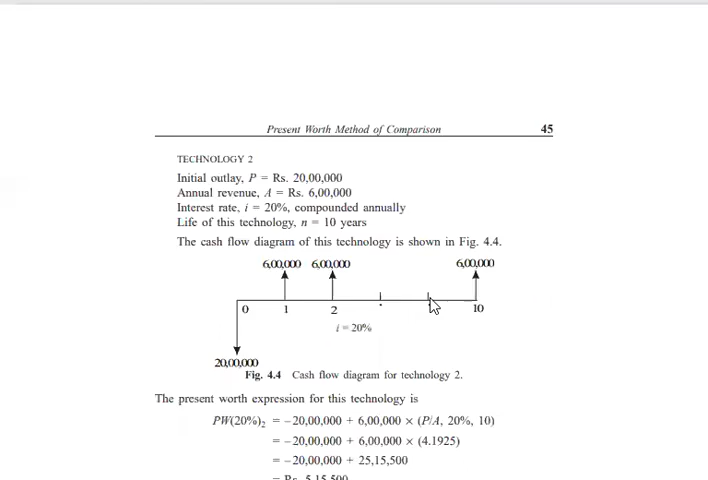 Present Worth Method of Comparison 45
TECHNOLOGY 2
Initial outlay, P = Rs. 20,00,000
Annual revenue, A = Rs. 6,00,000
Interest rate, i = 20%, compounded annually
Life of this technology, n = 10 years
The cash flow diagram of this technology is shown in Fig. 4.4.
6,00,000 6,00,000 6,00,000
0 1 2 10
i = 20%
20,00,000
Fig. 4.4 Cash flow diagram for technology 2.
The present worth expression for this technology is
PW(20%)₂ = –20,00,000 + 6,00,000 × (P/A, 20%, 10)
= –20,00,000 + 6,00,000 × (4.1925)
= –20,00,000 + 25,15,500
= Rs. 5,15,500